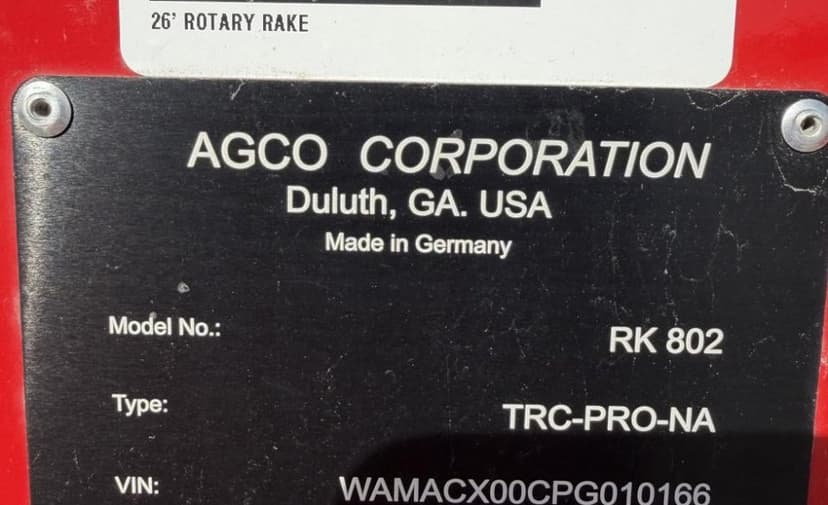 26' ROTARY RAKE
AGCO CORPORATION
Duluth, GA. USA
Made in Germany
Model No.: RK 802
Type: TRC-PRO-NA
VIN: WAMACX00CPG010166